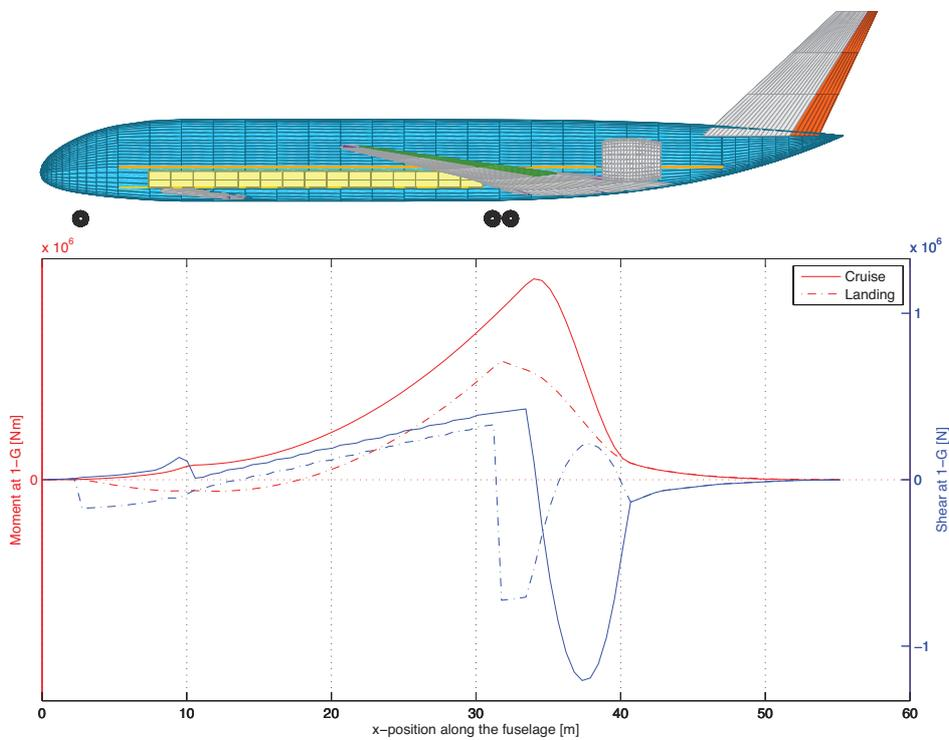 x 10⁶
x 10⁶
Cruise
Landing
Moment at 1–G [Nm]
0
1
0
−1
Shear at 1–G [N]
0
10
20
30
40
50
60
x–position along the fuselage [m]